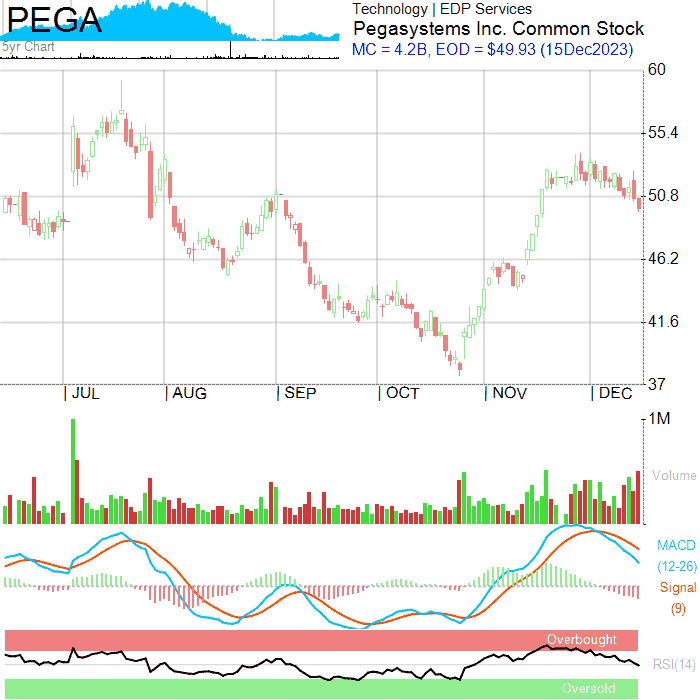 PEGA
5yr Chart
Technology | EDP Services
Pegasystems Inc. Common Stock
MC = 4.2B, EOD = $49.93 (15Dec2023)
60
55.4
50.8
46.2
41.6
37
| JUL | AUG | SEP | OCT | NOV | DEC
1M
Volume
MACD
(12-26)
Signal
(9)
Overbought
RSI(14)
Oversold